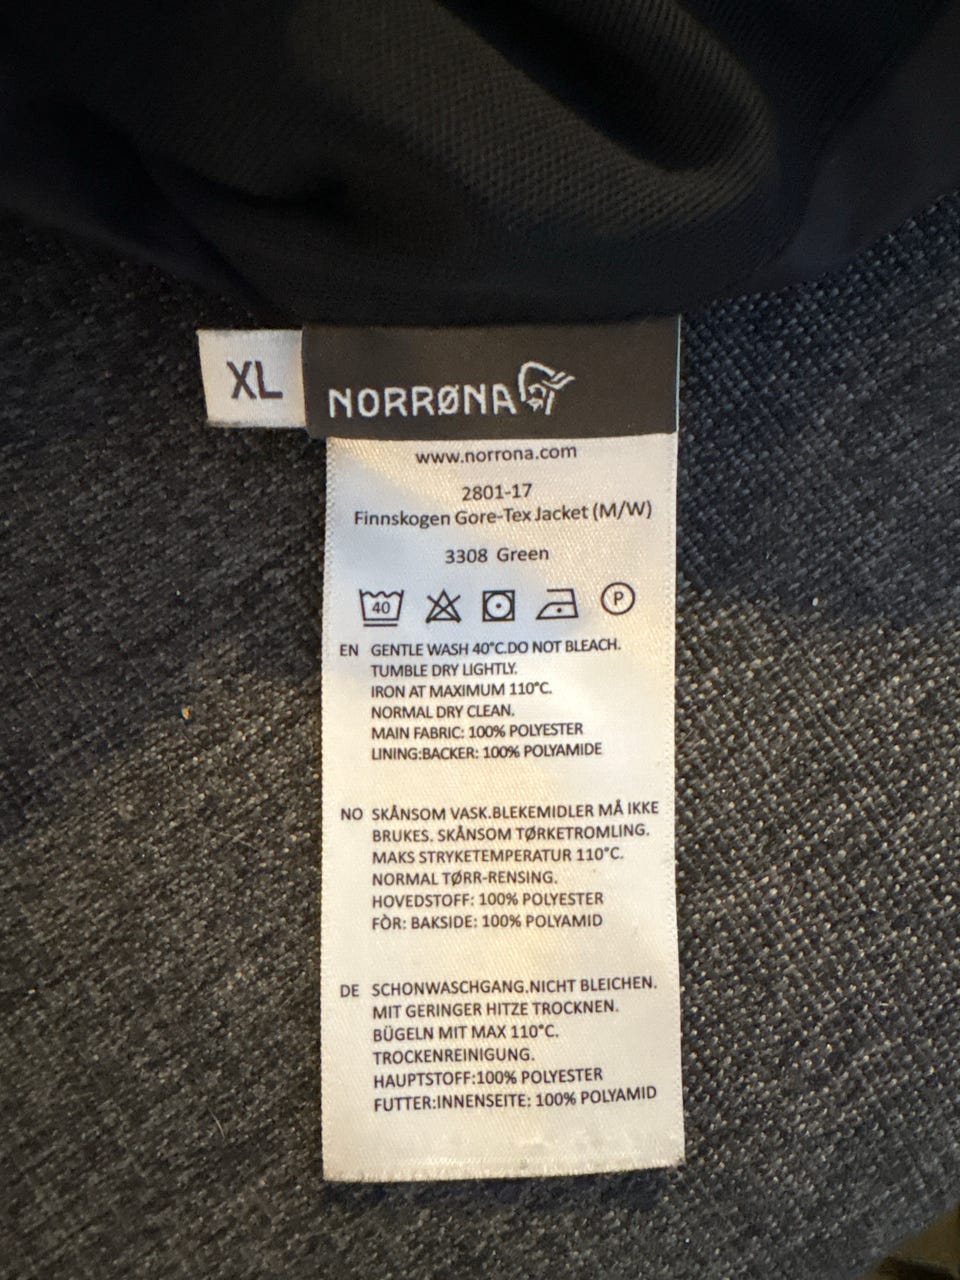 XL
NORRØNA
www.norrona.com
2801-17
Finnskogen Gore-Tex Jacket (M/W)
3308 Green
40
P
EN GENTLE WASH 40°C.DO NOT BLEACH.
TUMBLE DRY LIGHTLY.
IRON AT MAXIMUM 110°C.
NORMAL DRY CLEAN.
MAIN FABRIC: 100% POLYESTER
LINING:BACKER: 100% POLYAMIDE
NO SKÅNSOM VASK.BLEKEMIDLER MÅ IKKE
BRUKES. SKÅNSOM TØRKETROMLING.
MAKS STRYKETEMPERATUR 110°C.
NORMAL TØRR-RENSING.
HOVEDSTOFF: 100% POLYESTER
FÒR: BAKSIDE: 100% POLYAMID
DE SCHONWASCHGANG.NICHT BLEICHEN.
MIT GERINGER HITZE TROCKNEN.
BÜGELN MIT MAX 110°C.
TROCKENREINIGUNG.
HAUPTSTOFF:100% POLYESTER
FUTTER:INNENSEITE: 100% POLYAMID